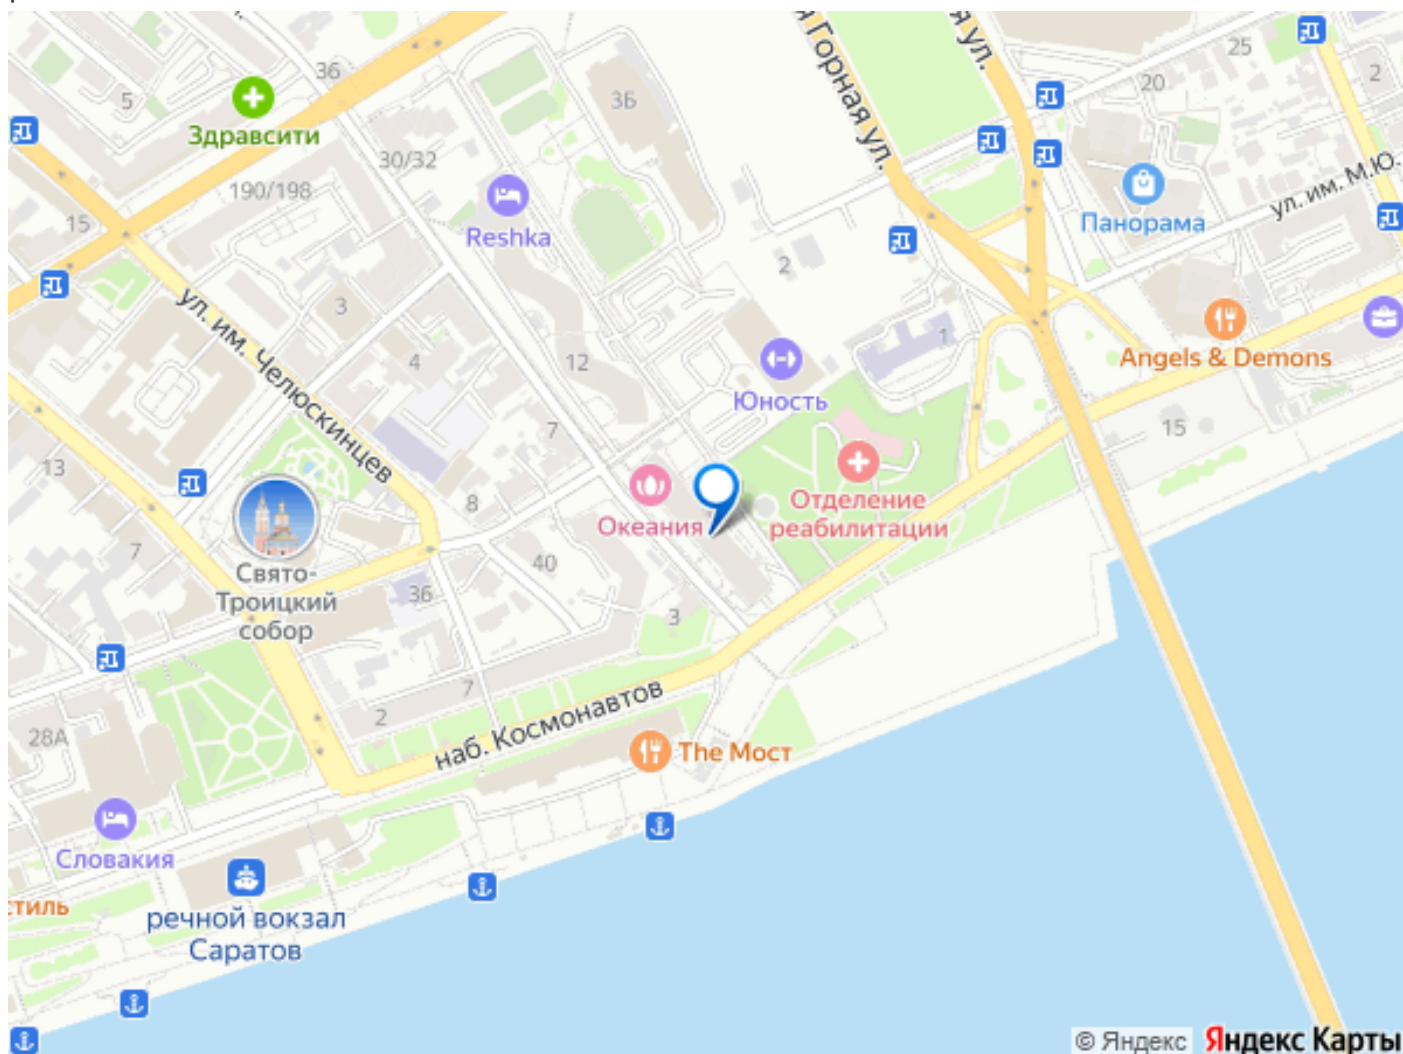 я Горная ул.
я ул.
25
2
20
36
5
3Б
Здравсити
30/32
190/198
15
Reshka
Панорама
ул. им. М.Ю.
2
3
ул. им. Челюскинцев
4
12
1
Angels & Demons
Юность
7
15
13
8
Океания
Отделение
реабилитации
7
40
Свято-
Троицкий
собор
36
3
7
2
28А
наб. Космонавтов
The Мост
Словакия
стиль
речной вокзал
Саратов
© Яндекс Яндекс Карты